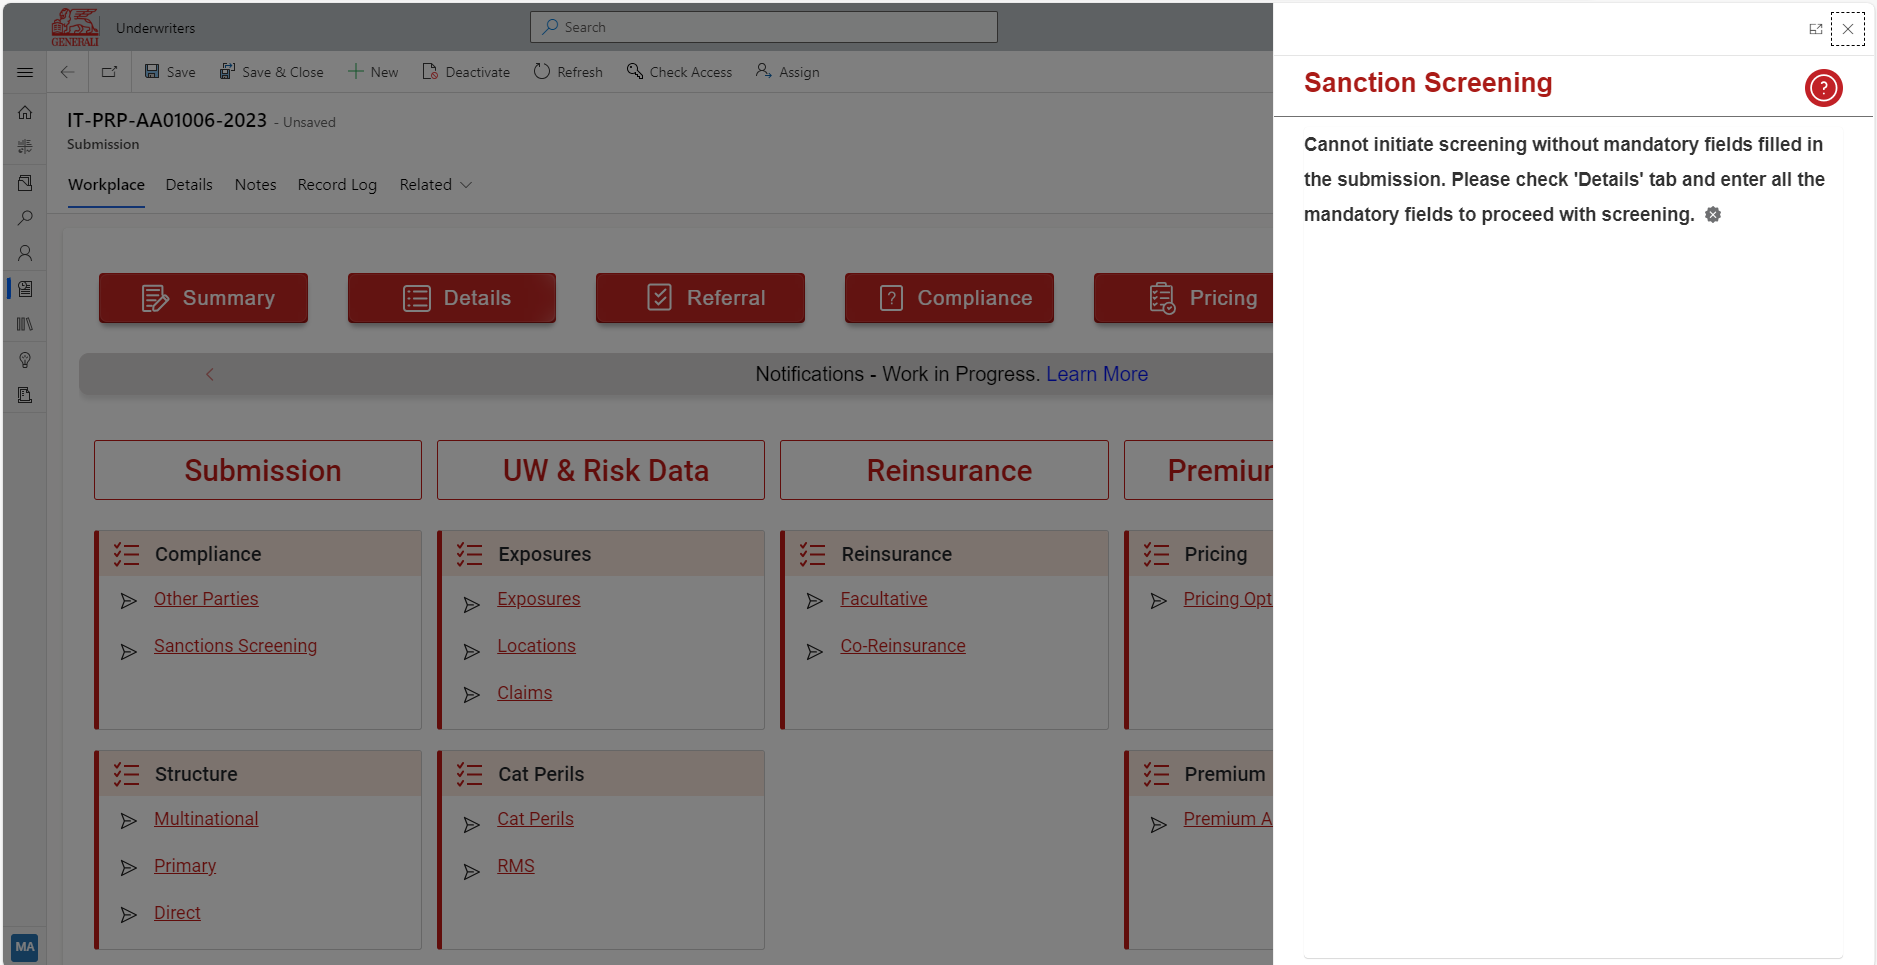 GENERALI
Underwriters
Search
Save
Save & Close
New
Deactivate
Refresh
Check Access
Assign
IT-PRP-AA01006-2023 - Unsaved
Submission
Workplace
Details
Notes
Record Log
Related
Summary
Details
Referral
Compliance
Pricing
Notifications - Work in Progress. Learn More
Submission
UW & Risk Data
Reinsurance
Premium
Compliance
Other Parties
Sanctions Screening
Exposures
Exposures
Locations
Claims
Reinsurance
Facultative
Co-Reinsurance
Pricing
Pricing Opt
Structure
Multinational
Primary
Direct
Cat Perils
Cat Perils
RMS
Premium
Premium A
MA
Sanction Screening
?
Cannot initiate screening without mandatory fields filled in
the submission. Please check 'Details' tab and enter all the
mandatory fields to proceed with screening.